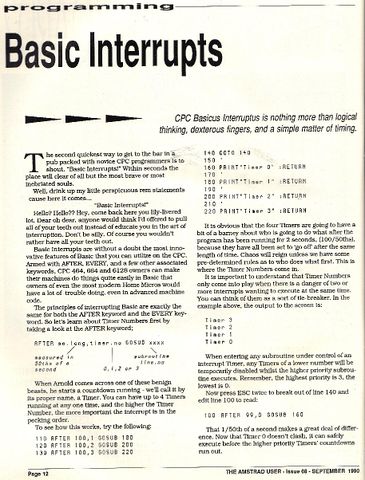 programming
Basic Interrupts
CPC Basicus Interruptus is nothing more than logical
thinking, dexterous fingers, and a simple matter of timing.
The second quickest way to get to the bar in a
pub packed with novice CPC programmers is to
shout, "Basic Interrupts!" Within seconds the
place will clear of all but the most brave or most
inebriated souls.
Well, drink up my little perspicuous rem statements
cause here it comes....
"Basic Interrupts!"
Hello? Hello?? Hey, come back here you lily-livered
lot. Dear oh dear, anyone would think I'd offered to pull
all of your teeth out instead of educate you in the art of
interruption. Don't be silly. Of course you wouldn't
rather have all your teeth out.
Basic Interrupts are without a doubt the most inno-
vative features of Basic that you can utilize on the CPC.
Armed with AFTER, EVERY, and a few other associated
keywords, CPC 464, 664 and 6128 owners can make
their machines do things quite easily in Basic that
owners of even the most modern Home Micros would
have a lot of trouble doing, even in advanced machine
code.
The principles of interrupting Basic are exactly the
same for both the AFTER keyword and the EVERY key-
word. So let's learn about Timer Numbers first by
taking a look at the AFTER keyword;
AFTER se.long,timer.no GOSUB xxxx
measured in subroutine
50ths of a line.no
second 0,1,2 or 3
When Arnold comes across one of these benign
beasts, he starts a countdown running - we'll call it by
its proper name, a Timer. You can have up to 4 Timers
running at any one time, and the higher the Timer
Number, the more important the interrupt is in the
pecking order.
To see how this works, try the following:
110 AFTER 100,1 GOSUB 180
120 AFTER 100,2 GOSUB 200
130 AFTER 100,3 GOSUB 220
140 GOTO 140
150 '
160 PRINT"Timer 0" :RETURN
170 '
180 PRINT"Timer 1" :RETURN
190 '
200 PRINT"Timer 2" :RETURN
210 '
220 PRINT"Timer 3" :RETURN
It is obvious that the four Timers are going to have a
bit of a barney about who is going to do what after the
program has been running for 2 seconds, (100/50ths),
because they have all been set to 'go off' after the same
length of time. Chaos will reign unless we have some
pre-determined rules as to who does what first. This is
where the Timer Numbers come in.
It is important to understand that Timer Numbers
only come into play when there is a danger of two or
more interrupts wanting to execute at the same time.
You can think of them as a sort of tie-breaker. In the
example above, the output to the screen is:
Timer 3
Timer 2
Timer 1
Timer 0
When entering any subroutine under control of an
interrupt Timer, any Timers of a lower number will be
temporarily disabled whilst the higher priority subrou-
tine executes. Remember, the highest priority is 3, the
lowest is 0.
Now press ESC twice to break out of line 140 and
edit line 100 to read:
100 AFTER 99,0 GOSUB 160
That 1/50th of a second makes a great deal of differ-
ence. Now that Timer 0 doesn't clash, it can safely
execute before the higher priority Timers' countdowns
run out.
Page 12
THE AMSTRAD USER - Issue 68 - SEPTEMBER 1990